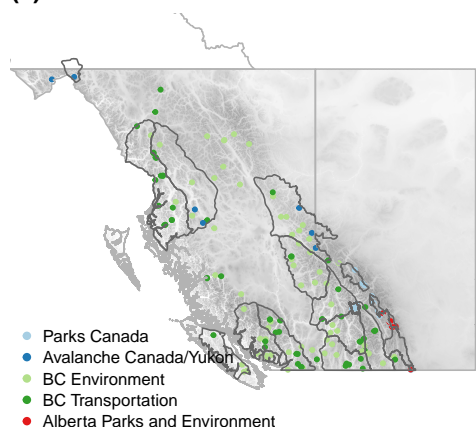 Parks Canada
Avalanche Canada/Yukon
BC Environment
BC Transportation
Alberta Parks and Environment